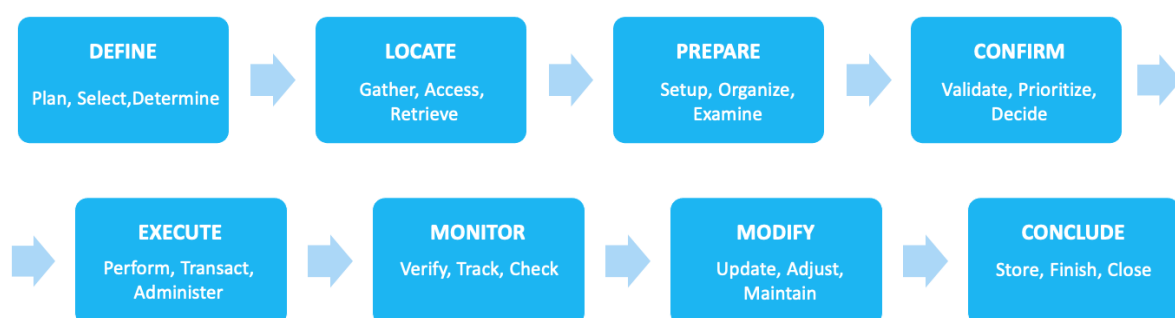 DEFINE
Plan, Select,Determine
LOCATE
Gather, Access,
Retrieve
PREPARE
Setup, Organize,
Examine
CONFIRM
Validate, Prioritize,
Decide
EXECUTE
Perform, Transact,
Administer
MONITOR
Verify, Track, Check
MODIFY
Update, Adjust,
Maintain
CONCLUDE
Store, Finish, Close